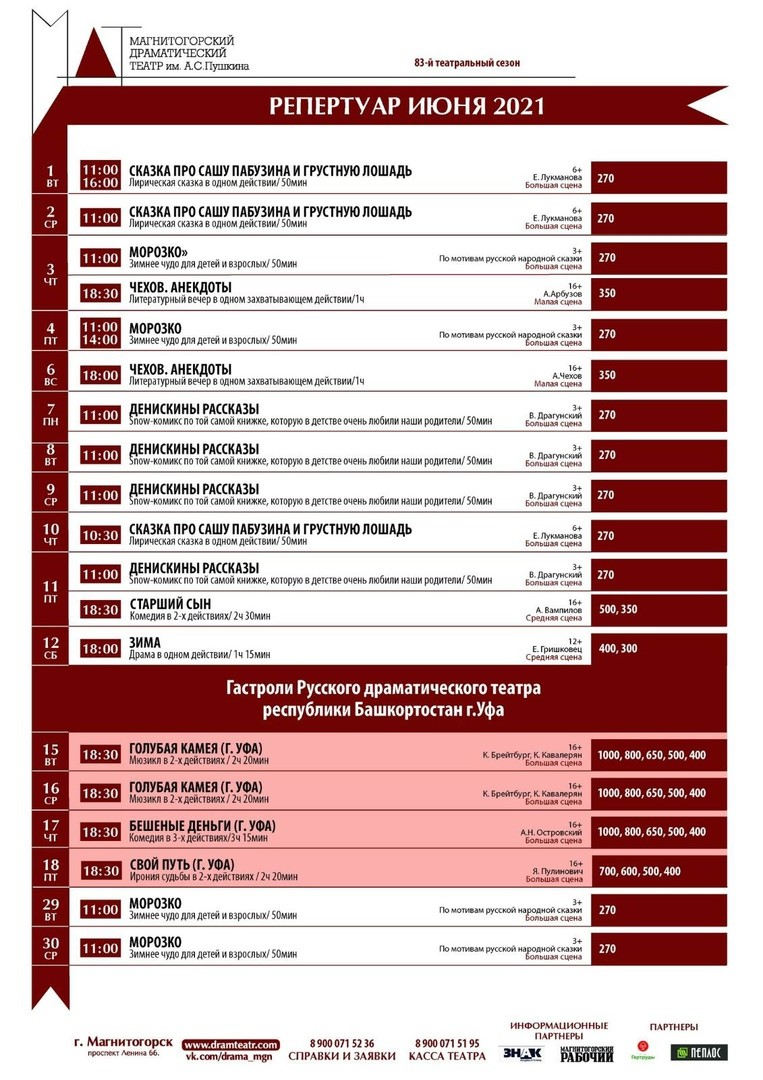 МАГНИТОГОРСКИЙ
ДРАМАТИЧЕСКИЙ
ТЕАТР им. А.С.Пушкина
83-й театральный сезон
РЕПЕРТУАР ИЮНЯ 2021
1 ВТ
11:00
16:00
СКАЗКА ПРО САШУ ПАБУЗИНА И ГРУСТНУЮ ЛОШАДЬ
Лирическая сказка в одном действии/ 50мин
6+
Е. Лукманова
Большая сцена
270
2 СР
11:00
СКАЗКА ПРО САШУ ПАБУЗИНА И ГРУСТНУЮ ЛОШАДЬ
Лирическая сказка в одном действии/ 50мин
6+
Е. Лукманова
Большая сцена
270
3 ЧТ
11:00
МОРОЗКО»
Зимнее чудо для детей и взрослых/ 50мин
3+
По мотивам русской народной сказки
Большая сцена
270
18:30
ЧЕХОВ. АНЕКДОТЫ
Литературный вечер в одном захватывающем действии/1ч
16+
А.Арбузов
Малая сцена
350
4 ПТ
11:00
14:00
МОРОЗКО
Зимнее чудо для детей и взрослых/ 50мин
3+
По мотивам русской народной сказки
Большая сцена
270
6 ВС
18:00
ЧЕХОВ. АНЕКДОТЫ
Литературный вечер в одном захватывающем действии/1ч
16+
А.Чехов
Малая сцена
350
7 ПН
11:00
ДЕНИСКИНЫ РАССКАЗЫ
Snow-комикс по той самой книжке, которую в детстве очень любили наши родители/ 50мин
3+
В. Драгунский
Большая сцена
270
8 ВТ
11:00
ДЕНИСКИНЫ РАССКАЗЫ
Snow-комикс по той самой книжке, которую в детстве очень любили наши родители/ 50мин
3+
В. Драгунский
Большая сцена
270
9 СР
11:00
ДЕНИСКИНЫ РАССКАЗЫ
Snow-комикс по той самой книжке, которую в детстве очень любили наши родители/ 50мин
3+
В. Драгунский
Большая сцена
270
10 ЧТ
10:30
СКАЗКА ПРО САШУ ПАБУЗИНА И ГРУСТНУЮ ЛОШАДЬ
Лирическая сказка в одном действии/ 50мин
6+
Е. Лукманова
Большая сцена
270
11 ПТ
11:00
ДЕНИСКИНЫ РАССКАЗЫ
Snow-комикс по той самой книжке, которую в детстве очень любили наши родители/ 50мин
3+
В. Драгунский
Большая сцена
270
18:30
СТАРШИЙ СЫН
Комедия в 2-х действиях/ 2ч 30мин
16+
А. Вампилов
Средняя сцена
500, 350
12 СБ
18:00
ЗИМА
Драма в одном действии/ 1ч 15мин
12+
Е. Гришковец
Средняя сцена
400, 300
Гастроли Русского драматического театра
республики Башкортостан г.Уфа
15 ВТ
18:30
ГОЛУБАЯ КАМЕЯ (Г. УФА)
Мюзикл в 2-х действиях / 2ч 20мин
16+
К. Брейтбург, К. Кавалерян
Большая сцена
1000, 800, 650, 500, 400
16 СР
18:30
ГОЛУБАЯ КАМЕЯ (Г. УФА)
Мюзикл в 2-х действиях / 2ч 20мин
16+
К. Брейтбург, К. Кавалерян
Большая сцена
1000, 800, 650, 500, 400
17 ЧТ
18:30
БЕШЕНЫЕ ДЕНЬГИ (Г. УФА)
Комедия в 3-х действиях/3ч 15мин
16+
А.Н. Островский
Большая сцена
1000, 800, 650, 500, 400
18 ПТ
18:30
СВОЙ ПУТЬ (Г. УФА)
Ирония судьбы в 2-х действиях / 2ч 20мин
16+
Я. Пулинович
Большая сцена
700, 600, 500, 400
29 ВТ
11:00
МОРОЗКО
Зимнее чудо для детей и взрослых/ 50мин
3+
По мотивам русской народной сказки
Большая сцена
270
30 СР
11:00
МОРОЗКО
Зимнее чудо для детей и взрослых/ 50мин
3+
По мотивам русской народной сказки
Большая сцена
270
г. Магнитогорск
проспект Ленина 66.
www.dramteatr.com
vk.com/drama_mgn
8 900 071 52 36
СПРАВКИ И ЗАЯВКИ
8 900 071 51 95
КАССА ТЕАТРА
ИНФОРМАЦИОННЫЕ
ПАРТНЕРЫ
ЗНАК
МАГНИТОГОРСКИЙ
РАБОЧИЙ
ПАРТНЕРЫ
ПЕПЛОС